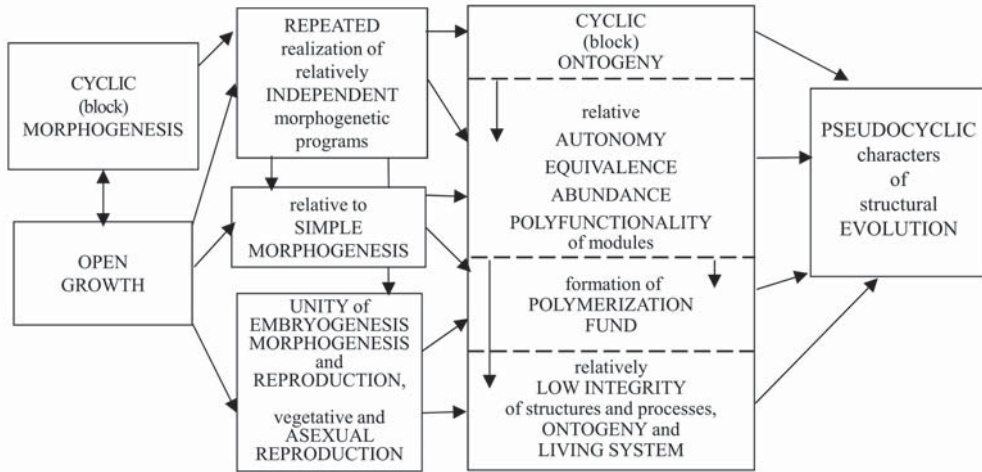 CYCLIC
(block)
MORPHOGENESIS
OPEN
GROWTH
REPEATED
realization of
relatively
INDEPENDENT
morphogenetic
programs
relative to
SIMPLE
MORPHOGENESIS
UNITY of
EMBRYOGENESIS
MORPHOGENESIS
and
REPRODUCTION,
vegetative and
ASEXUAL
REPRODUCTION
CYCLIC
(block)
ONTOGENY
relative
AUTONOMY
EQUIVALENCE
ABUNDANCE
POLYFUNCTIONALITY
of modules
formation of
POLYMERIZATION
FUND
relatively
LOW INTEGRITY
of structures and processes,
ONTOGENY and
LIVING SYSTEM
PSEUDOCYCLIC
characters
of
structural
EVOLUTION